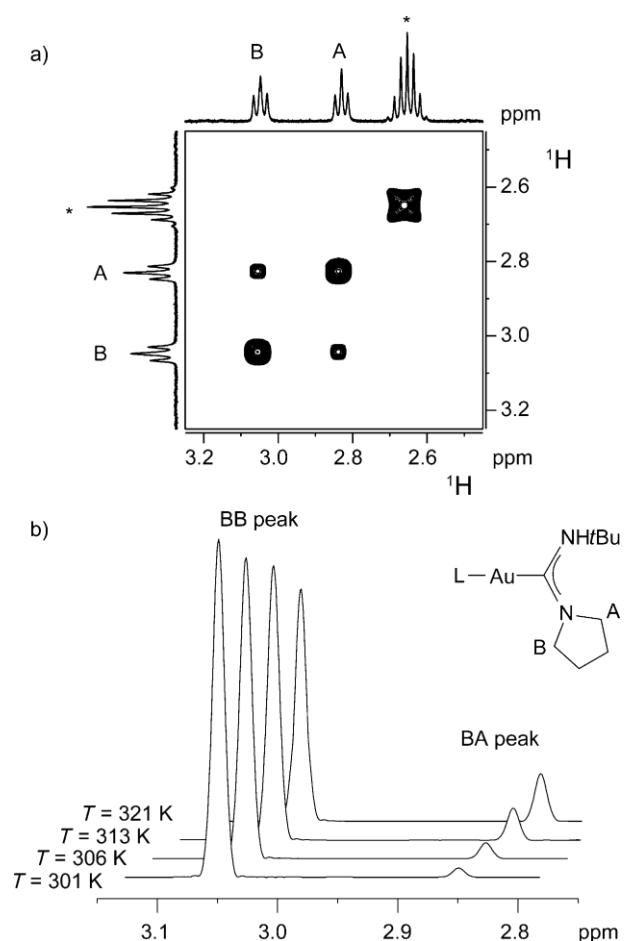 a)
B A *
ppm
¹H
*
A
B
2.6
2.8
3.0
3.2
3.2 3.0 2.8 2.6 ppm
¹H
b)
BB peak
NHtBu
L Au C
N
A
B
BA peak
T = 321 K
T = 313 K
T = 306 K
T = 301 K
3.1 3.0 2.9 2.8
ppm